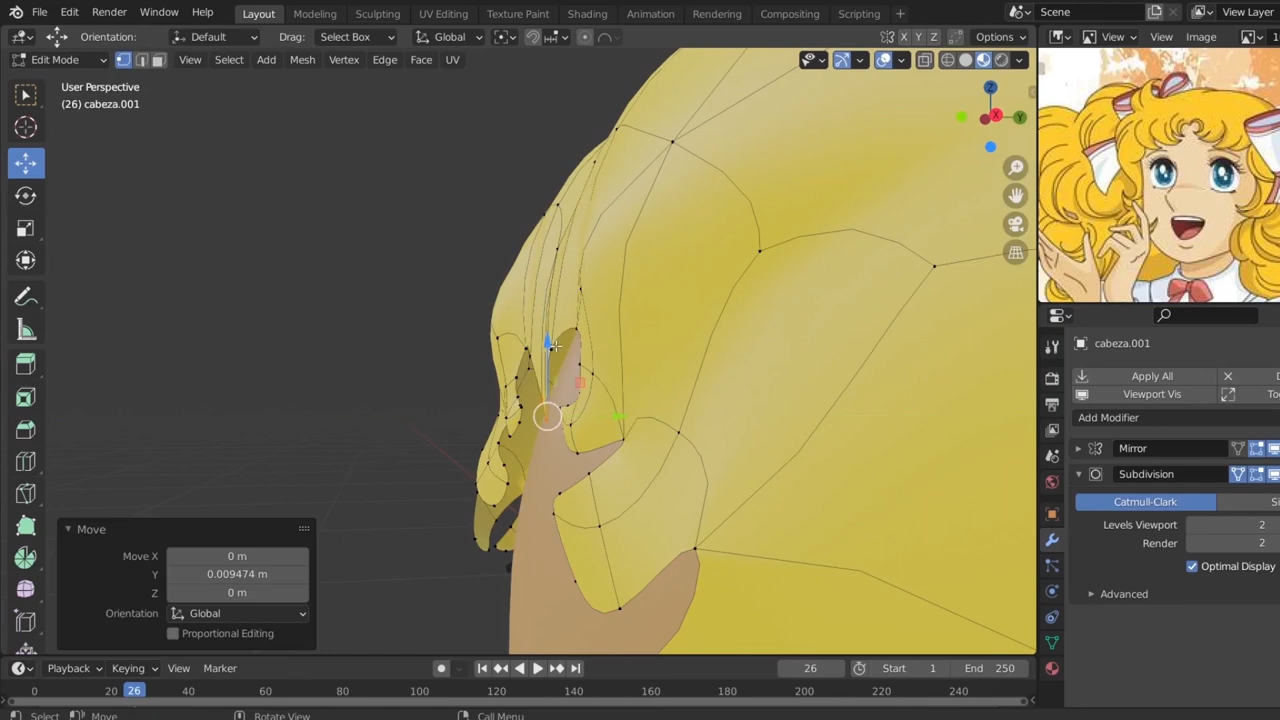 File Edit Render Window Help Layout Modeling Sculpting UV Editing Texture Paint Shading Animation Rendering Compositing Scripting Scene View Layer
Orientation: Default Drag: Select Box Global X Y Z Options View View Image
Edit Mode View Select Add Mesh Vertex Edge Face UV
User Perspective
(26) cabeza.001
Z
X
Y
cabeza.001
Apply All
Viewport Vis
Add Modifier
Mirror
Subdivision
Catmull-Clark
Levels Viewport 2
Render 2
Optimal Display
Advanced
Move
Move X 0 m
Y 0.009474 m
Z 0 m
Orientation Global
Proportional Editing
Playback Keying View Marker 26 Start 1 End 250
0 20 26 40 60 80 100 120 140 160 180 200 220 240
Select Move Rotate View Call Menu